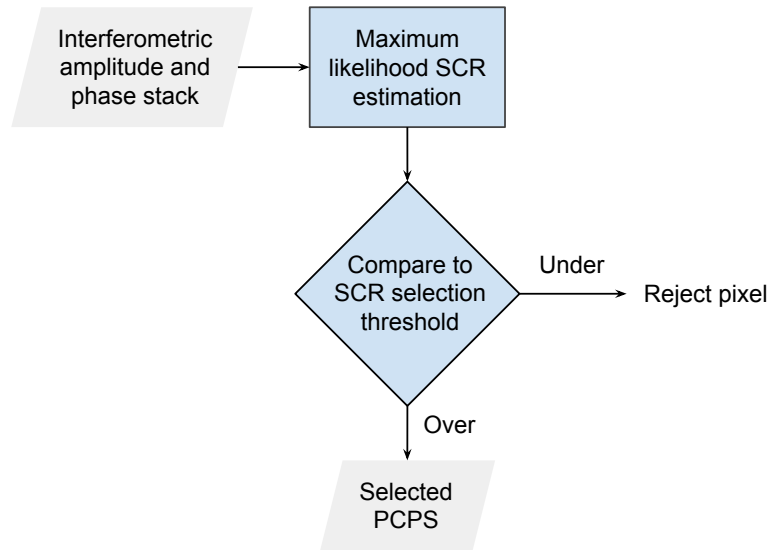 Interferometric
amplitude and
phase stack
Maximum
likelihood SCR
estimation
Compare to
SCR selection
threshold
Under
Reject pixel
Over
Selected
PCPS